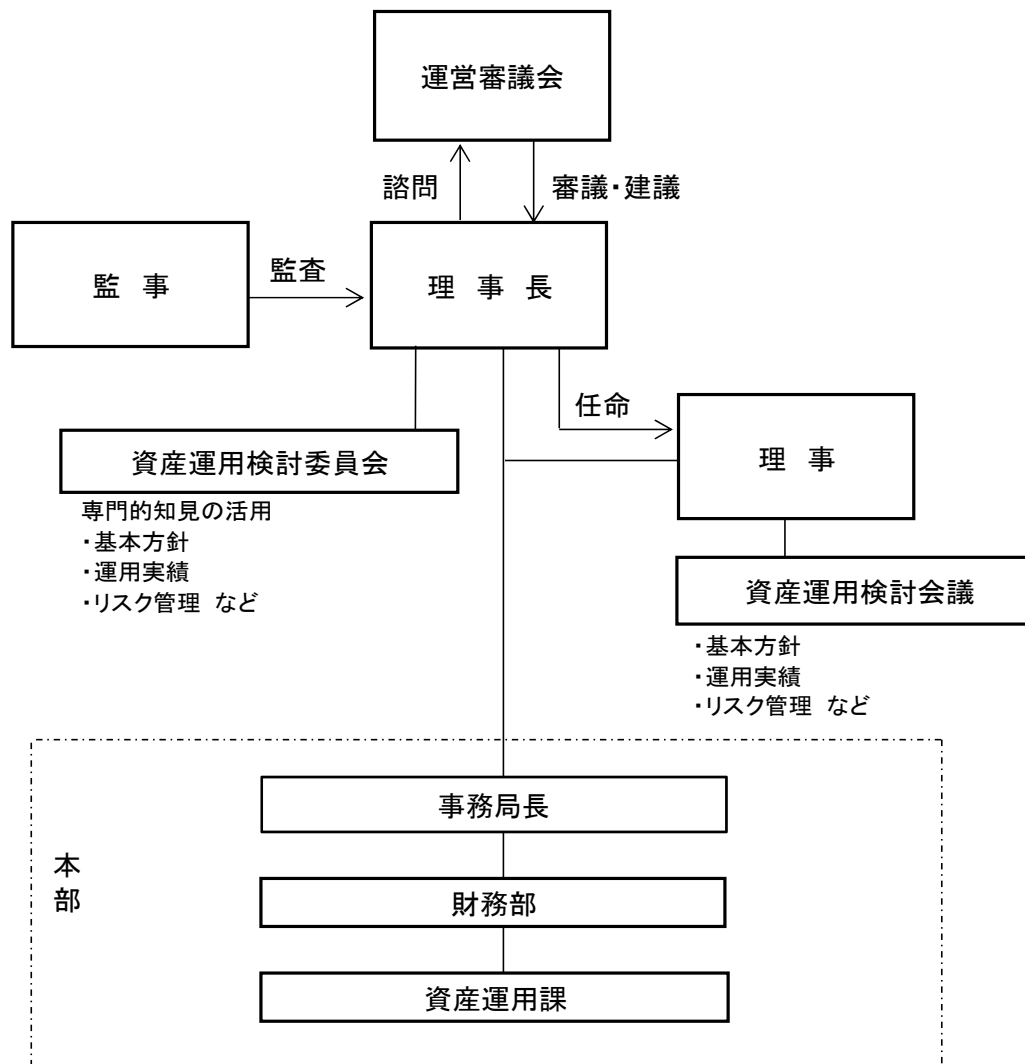 運営審議会
諮問
審議・建議
監 事
監査
理 事 長
任命
理 事
資産運用検討委員会
専門的知見の活用
・基本方針
・運用実績
・リスク管理 など
資産運用検討会議
・基本方針
・運用実績
・リスク管理 など
本部
事務局長
財務部
資産運用課